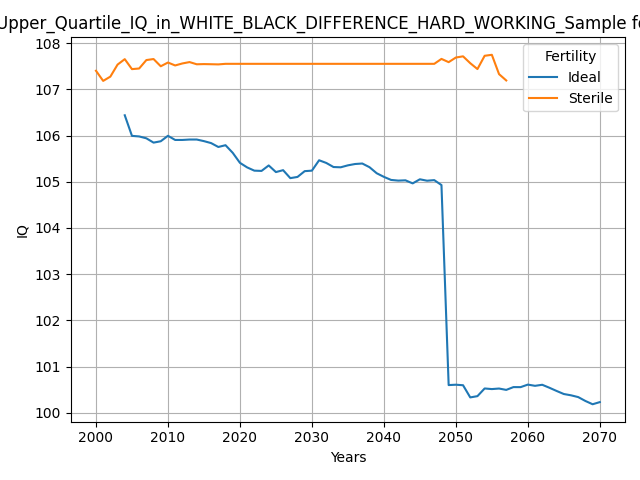 Upper_Quartile_IQ_in_WHITE_BLACK_DIFFERENCE_HARD_WORKING_Sample
108
107
106
105
104
103
102
101
100
IQ
Fertility
Ideal
Sterile
2000 2010 2020 2030 2040 2050 2060 2070
Years